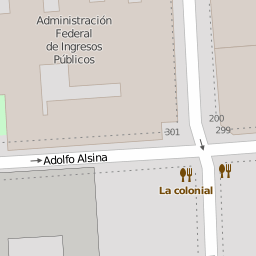 Administración
Federal
de Ingresos
Públicos
200
301
299
Adolfo Alsina
La colonial